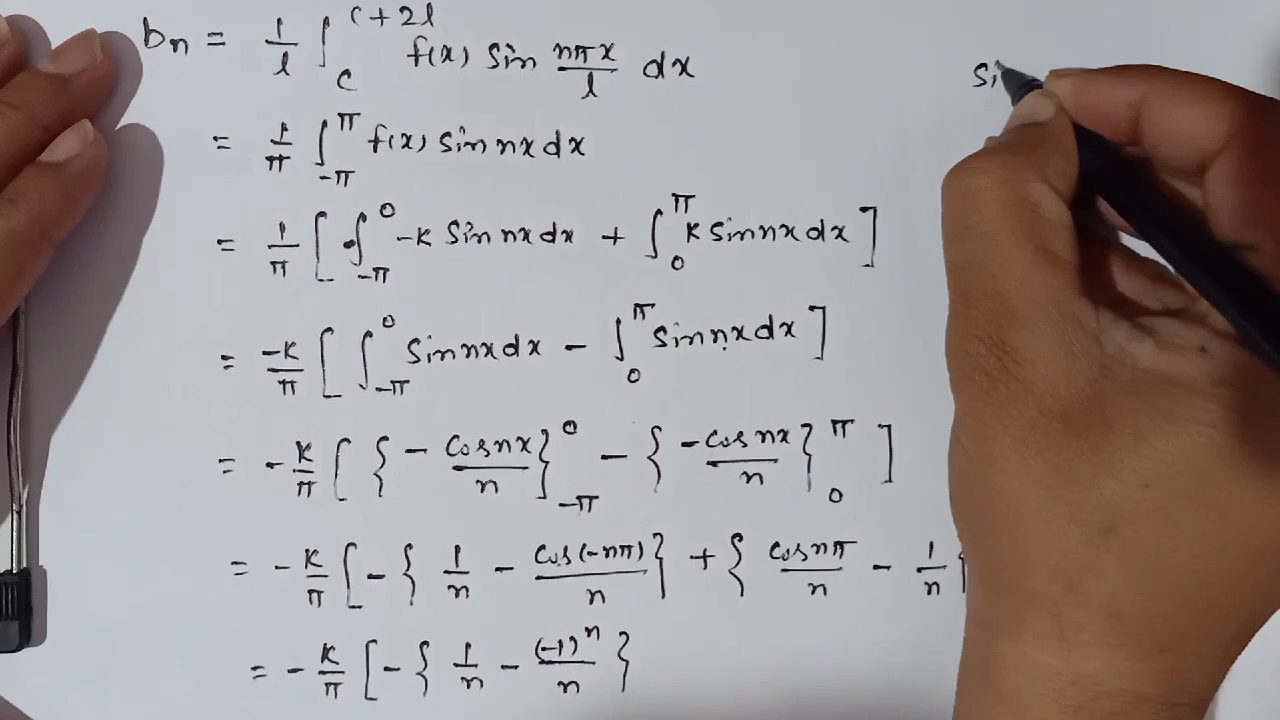 bn = 1/l ∫_C^{C+2l} f(x) sin nπx/l dx
Si
= 1/π ∫_{-π}^{π} f(x) sin nx dx
= 1/π [ ∫_{-π}^{0} -K sin nx dx + ∫_0^π K sin nx dx ]
= -K/π [ ∫_{-π}^{0} sin nx dx - ∫_0^π sin nx dx ]
= -K/π [ { - cos nx/n }_{-π}^{0} - { -cos nx/n }_0^π ]
= -K/π [ - { 1/n - cos(-nπ)/n } + { cos nπ/n - 1/n }
= -K/π [ - { 1/n - (-1)^n/n }